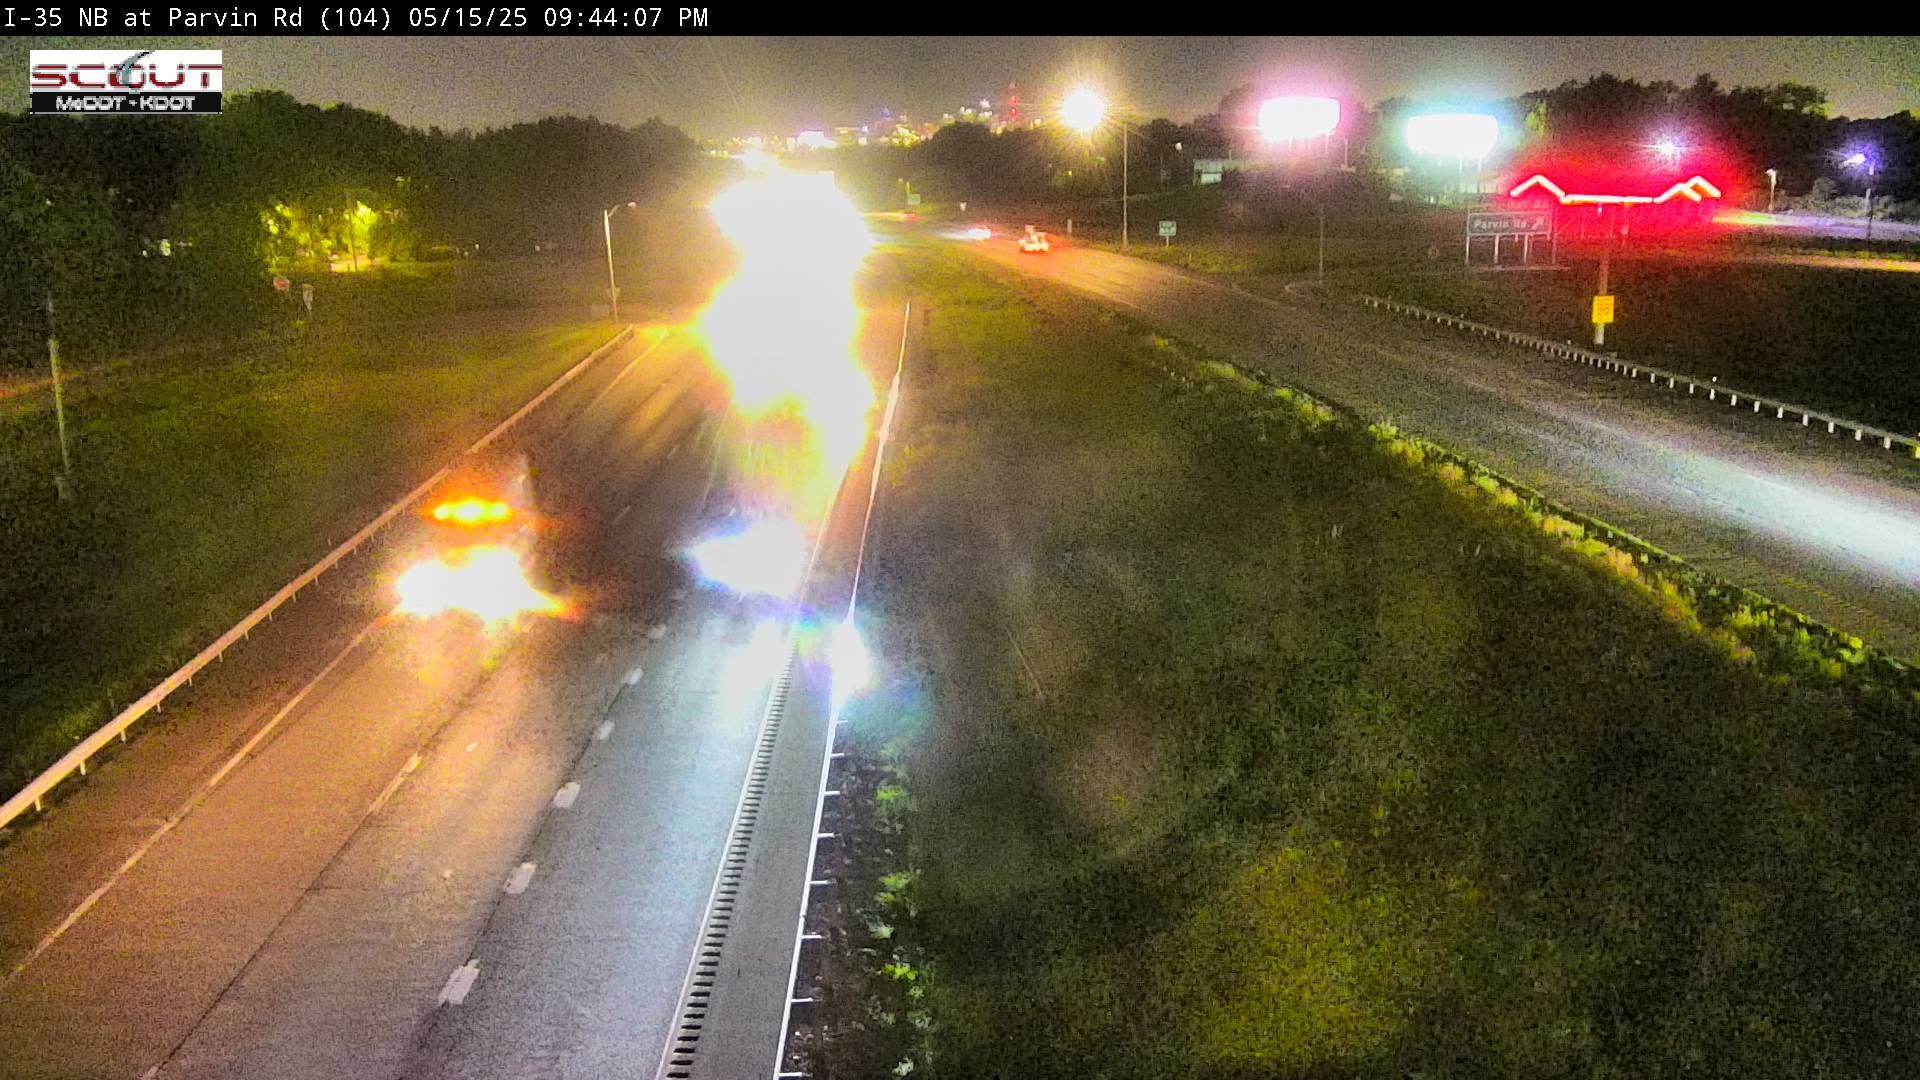 I-35 NB at Parvin Rd (104) 05/15/25 09:44:07 PM
SCOUT
MoDOT - KDOT
Parvin Rd